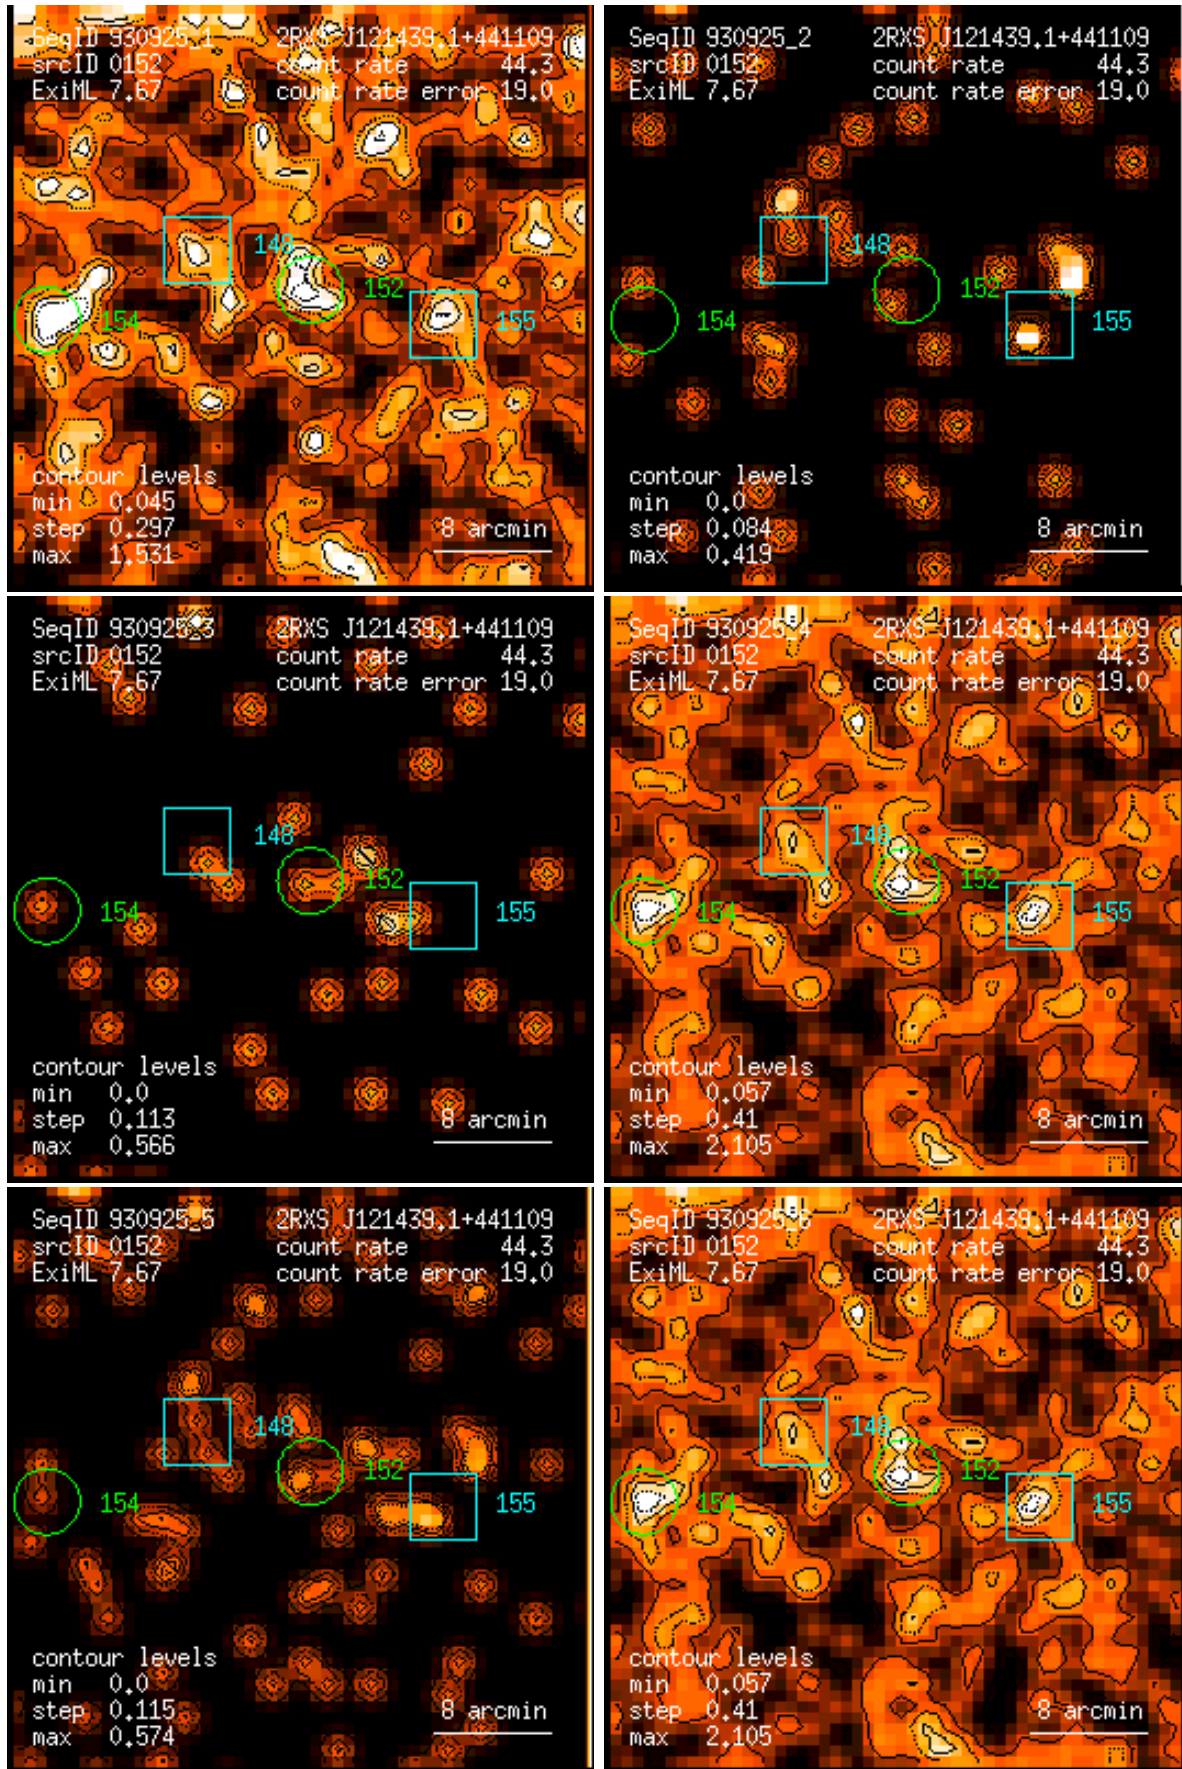 SeqID 930925_1 2RXS J121439.1+441109
srcID 0152 count rate 44.3
ExiML 7.67 count rate error 19.0
148
152
154
155
contour levels
min 0.045
step 0.297
max 1.531
8 arcmin
SeqID 930925_2 2RXS J121439.1+441109
srcID 0152 count rate 44.3
ExiML 7.67 count rate error 19.0
148
152
154
155
contour levels
min 0.0
step 0.084
max 0.419
8 arcmin
SeqID 930925_3 2RXS J121439.1+441109
srcID 0152 count rate 44.3
ExiML 7.67 count rate error 19.0
148
152
154
155
contour levels
min 0.0
step 0.113
max 0.566
8 arcmin
SeqID 930925_4 2RXS J121439.1+441109
srcID 0152 count rate 44.3
ExiML 7.67 count rate error 19.0
148
152
154
155
contour levels
min 0.057
step 0.41
max 2.105
8 arcmin
SeqID 930925_5 2RXS J121439.1+441109
srcID 0152 count rate 44.3
ExiML 7.67 count rate error 19.0
148
152
154
155
contour levels
min 0.0
step 0.115
max 0.574
8 arcmin
SeqID 930925_6 2RXS J121439.1+441109
srcID 0152 count rate 44.3
ExiML 7.67 count rate error 19.0
148
152
154
155
contour levels
min 0.057
step 0.41
max 2.105
8 arcmin